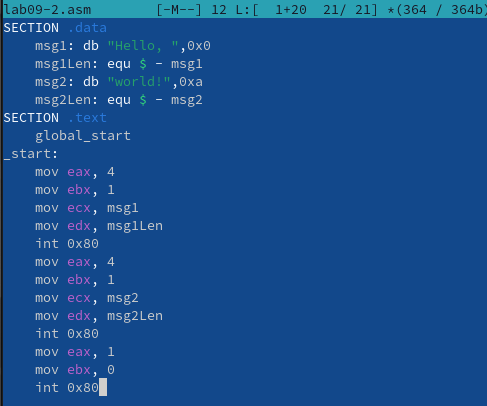 lab09-2.asm        [-M--] 12 L:[  1+20  21/ 21] *(364 / 364b)
SECTION .data
    msg1: db "Hello, ",0x0
    msg1Len: equ $ - msg1
    msg2: db "world!",0xa
    msg2Len: equ $ - msg2
SECTION .text
    global_start
_start:
    mov eax, 4
    mov ebx, 1
    mov ecx, msg1
    mov edx, msg1Len
    int 0x80
    mov eax, 4
    mov ebx, 1
    mov ecx, msg2
    mov edx, msg2Len
    int 0x80
    mov eax, 1
    mov ebx, 0
    int 0x80